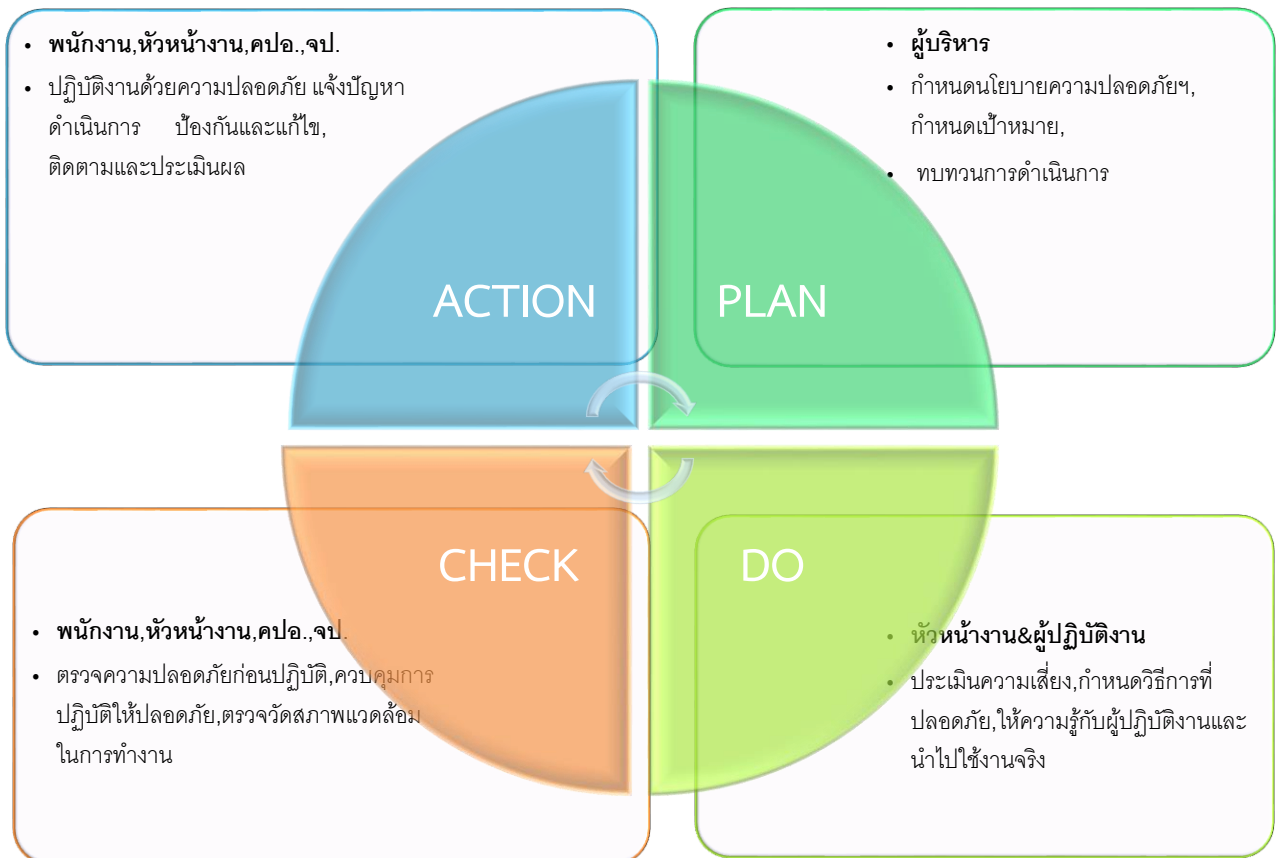 • พนักงาน,หัวหน้างาน,คปอ.,จป.
• ปฏิบัติงานด้วยความปลอดภัย แจ้งปัญหา
ดำเนินการ ป้องกันและแก้ไข,
ติดตามและประเมินผล
• ผู้บริหาร
• กำหนดนโยบายความปลอดภัยฯ,
กำหนดเป้าหมาย,
• ทบทวนการดำเนินการ
ACTION
PLAN
CHECK
DO
• พนักงาน,หัวหน้างาน,คปอ.,จป.
• ตรวจความปลอดภัยก่อนปฏิบัติ,ควบคุมการ
ปฏิบัติให้ปลอดภัย,ตรวจวัดสภาพแวดล้อม
ในการทำงาน
• หัวหน้างาน&ผู้ปฏิบัติงาน
• ประเมินความเสี่ยง,กำหนดวิธีการที่
ปลอดภัย,ให้ความรู้กับผู้ปฏิบัติงานและ
นำไปใช้งานจริง